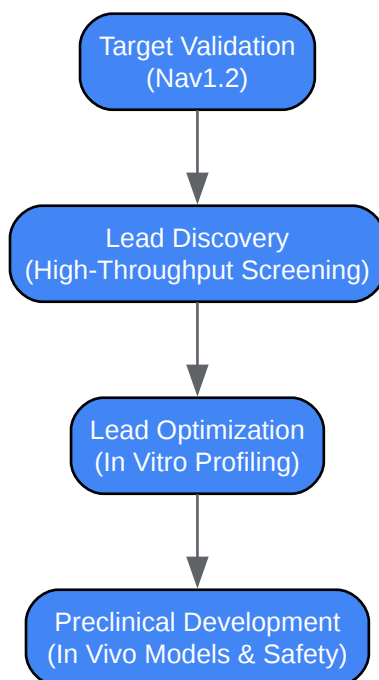 Target Validation
(Nav1.2)
Lead Discovery
(High-Throughput Screening)
Lead Optimization
(In Vitro Profiling)
Preclinical Development
(In Vivo Models & Safety)